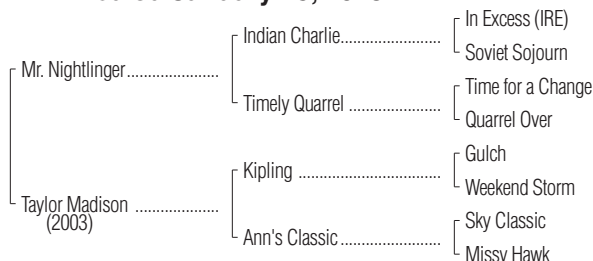 In Excess (IRE)
Indian Charlie
Soviet Sojourn
Mr. Nightlinger
Time for a Change
Timely Quarrel
Quarrel Over
Gulch
Kipling
Weekend Storm
Taylor Madison
(2003)
Sky Classic
Ann's Classic
Missy Hawk